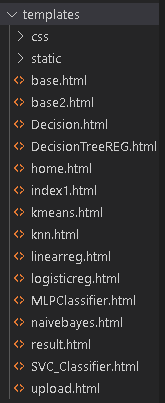 templates
css
static
base.html
base2.html
Decision.html
DecisionTreeREG.html
home.html
index1.html
kmeans.html
knn.html
linearreg.html
logisticreg.html
MLPClassifier.html
naivebayes.html
result.html
SVC_Classifier.html
upload.html